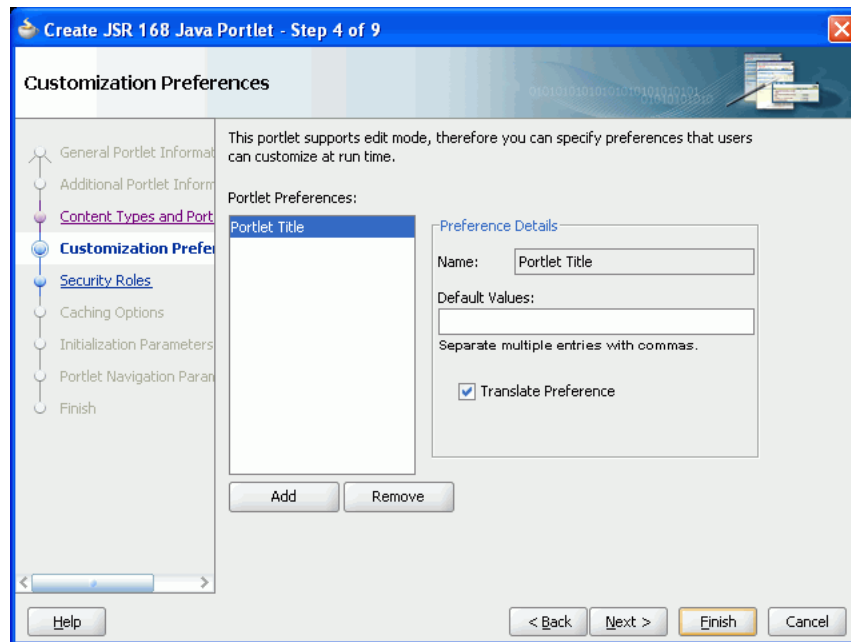 Create JSR 168 Java Portlet - Step 4 of 9
Customization Preferences
This portlet supports edit mode, therefore you can specify preferences that users
can customize at run time.
General Portlet Informat
Additional Portlet Inform
Content Types and Port
Customization Prefer
Security Roles
Caching Options
Initialization Parameters
Portlet Navigation Paran
Finish
Portlet Preferences:
Portlet Title
Preference Details
Name: Portlet Title
Default Values:
Separate multiple entries with commas.
Translate Preference
Add Remove
Help < Back Next > Finish Cancel